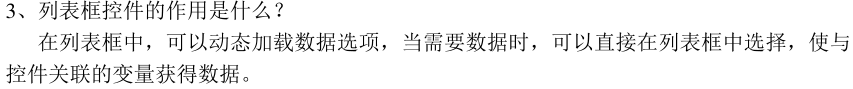 3、列表框控件的作用是什么？
在列表框中，可以动态加载数据选项，当需要数据时，可以直接在列表框中选择，使与
控件关联的变量获得数据。